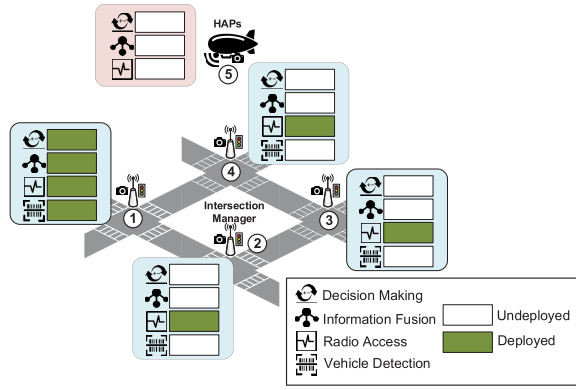 HAPs
5
4
1
Intersection
Manager
3
2
Decision Making
Information Fusion
Undeployed
Radio Access
Deployed
Vehicle Detection